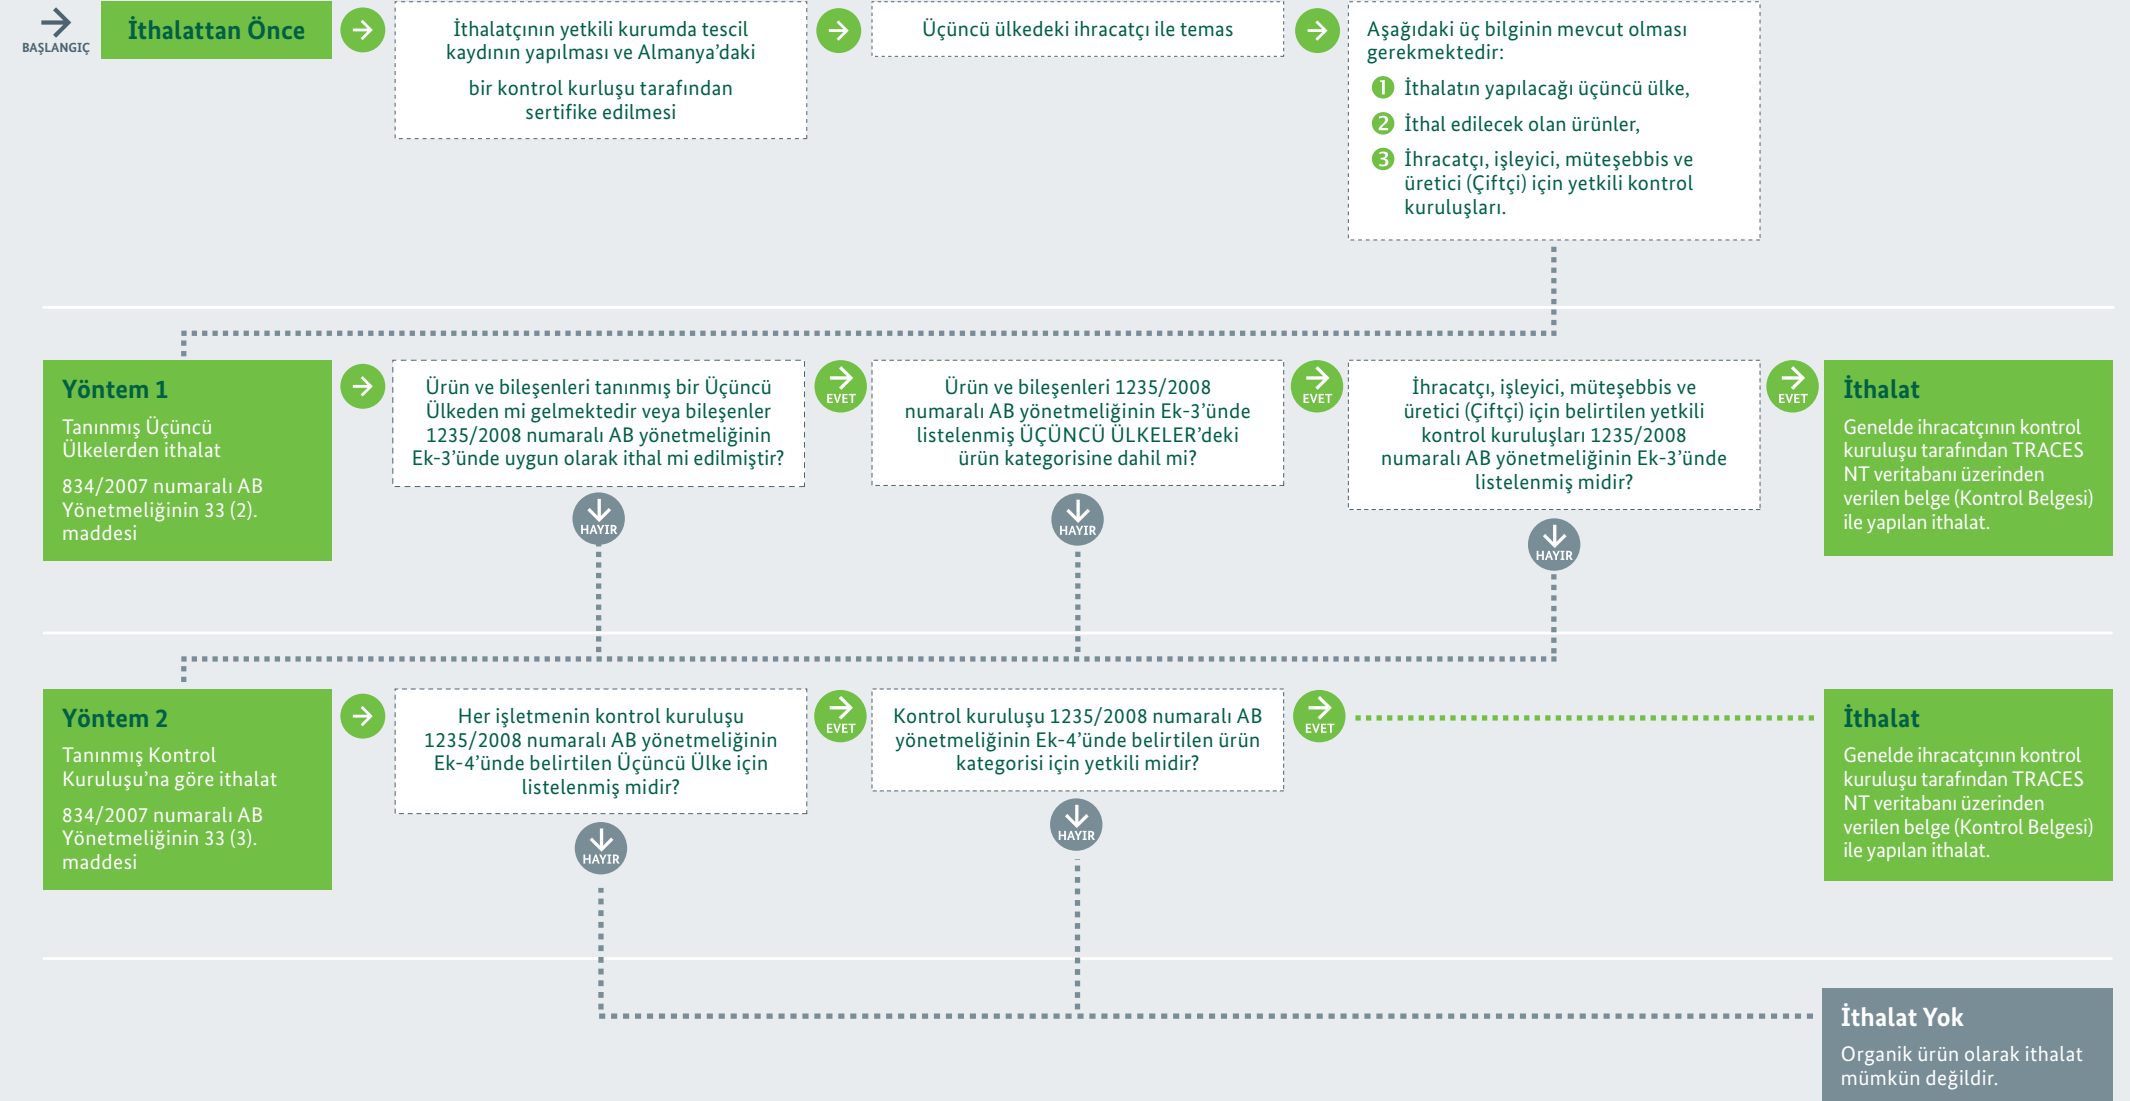 BAŞLANGIÇ
İthalattan Önce
İthalatçının yetkili kurumda tescil
kaydının yapılması ve Almanya’daki
bir kontrol kurluşu tarafından
sertifike edilmesi
Üçüncü ülkedeki ihracatçı ile temas
Aşağıdaki üç bilginin mevcut olması
gerekmektedir:
1 İthalatın yapılacağı üçüncü ülke,
2 İthal edilecek olan ürünler,
3 İhracatçı, işleyici, müteşebbis ve
üretici (Çiftçi) için yetkili kontrol
kuruluşları.
Yöntem 1
Tanınmış Üçüncü
Ülkelerden ithalat
834/2007 numaralı AB
Yönetmeliğinin 33 (2).
maddesi
Ürün ve bileşenleri tanınmış bir Üçüncü
Ülkeden mi gelmektedir veya bileşenler
1235/2008 numaralı AB yönetmeliğinin
Ek-3’ünde uygun olarak ithal mi edilmiştir?
HAYIR
EVET
Ürün ve bileşenleri 1235/2008
numaralı AB yönetmeliğinin Ek-3’ünde
listelenmiş ÜÇÜNCÜ ÜLKELER’deki
ürün kategorisine dahil mi?
HAYIR
EVET
İhracatçı, işleyici, müteşebbis ve
üretici (Çiftçi) için belirtilen yetkili
kontrol kuruluşları 1235/2008
numaralı AB yönetmeliğinin Ek-3’ünde
listelenmiş midir?
HAYIR
EVET
İthalat
Genelde ihracatçının kontrol
kuruluşu tarafından TRACES
NT veritabanı üzerinden
verilen belge (Kontrol Belgesi)
ile yapılan ithalat.
Yöntem 2
Tanınmış Kontrol
Kuruluşu’na göre ithalat
834/2007 numaralı AB
Yönetmeliğinin 33 (3).
maddesi
Her işletmenin kontrol kuruluşu
1235/2008 numaralı AB yönetmeliğinin
Ek-4’ünde belirtilen Üçüncü Ülke için
listelenmiş midir?
HAYIR
EVET
Kontrol kuruluşu 1235/2008 numaralı AB
yönetmeliğinin Ek-4’ünde belirtilen ürün
kategorisi için yetkili midir?
HAYIR
EVET
İthalat
Genelde ihracatçının kontrol
kuruluşu tarafından TRACES
NT veritabanı üzerinden
verilen belge (Kontrol Belgesi)
ile yapılan ithalat.
İthalat Yok
Organik ürün olarak ithalat
mümkün değildir.